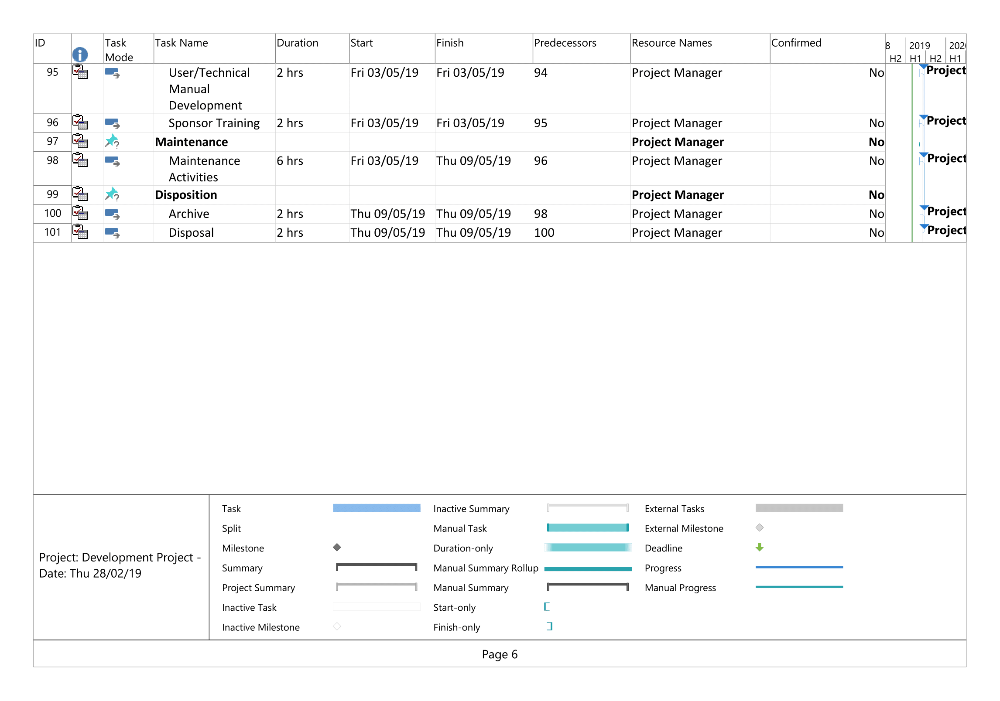 ID Task Mode Task Name Duration Start Finish Predecessors Resource Names Confirmed
8 2019 202
H2 H1 H2 H1
95 User/Technical Manual Development 2 hrs Fri 03/05/19 Fri 03/05/19 94 Project Manager No Project
96 Sponsor Training 2 hrs Fri 03/05/19 Fri 03/05/19 95 Project Manager No Project
97 Maintenance Project Manager No
98 Maintenance Activities 6 hrs Fri 03/05/19 Thu 09/05/19 96 Project Manager No Project
99 Disposition Project Manager No
100 Archive 2 hrs Thu 09/05/19 Thu 09/05/19 98 Project Manager No Project
101 Disposal 2 hrs Thu 09/05/19 Thu 09/05/19 100 Project Manager No Project
Project: Development Project -
Date: Thu 28/02/19
Task
Split
Milestone
Summary
Project Summary
Inactive Task
Inactive Milestone
Inactive Summary
Manual Task
Duration-only
Manual Summary Rollup
Manual Summary
Start-only
Finish-only
External Tasks
External Milestone
Deadline
Progress
Manual Progress
Page 6